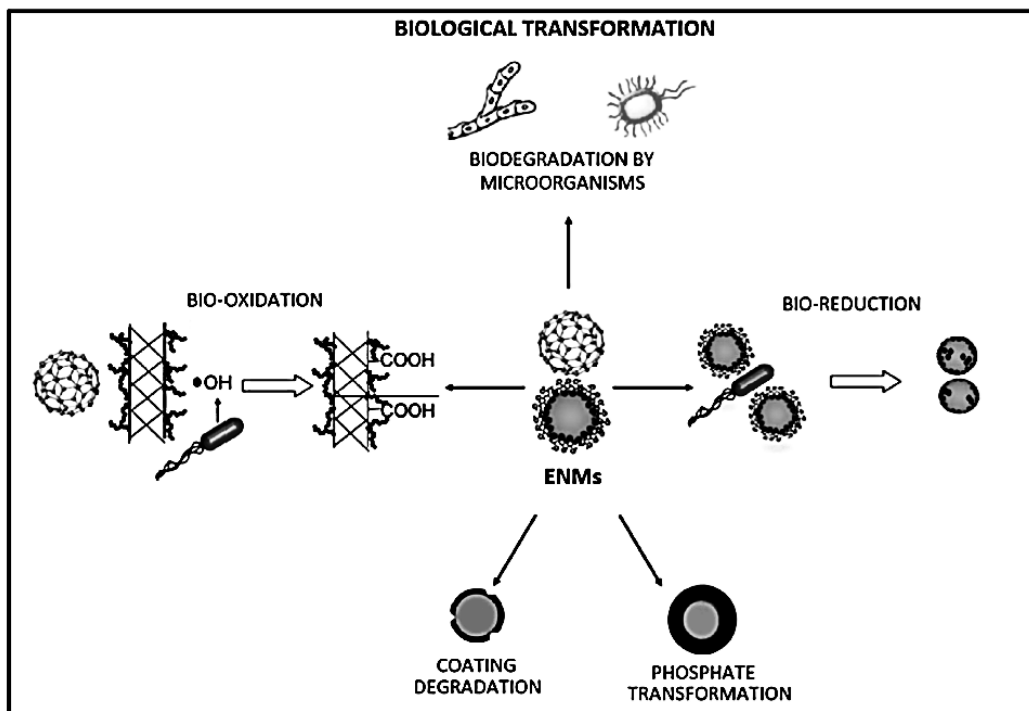 BIOLOGICAL TRANSFORMATION
BIODEGRADATION BY
MICROORGANISMS
BIO-OXIDATION
BIO-REDUCTION
COOH
•OH
COOH
ENMs
COATING
DEGRADATION
PHOSPHATE
TRANSFORMATION